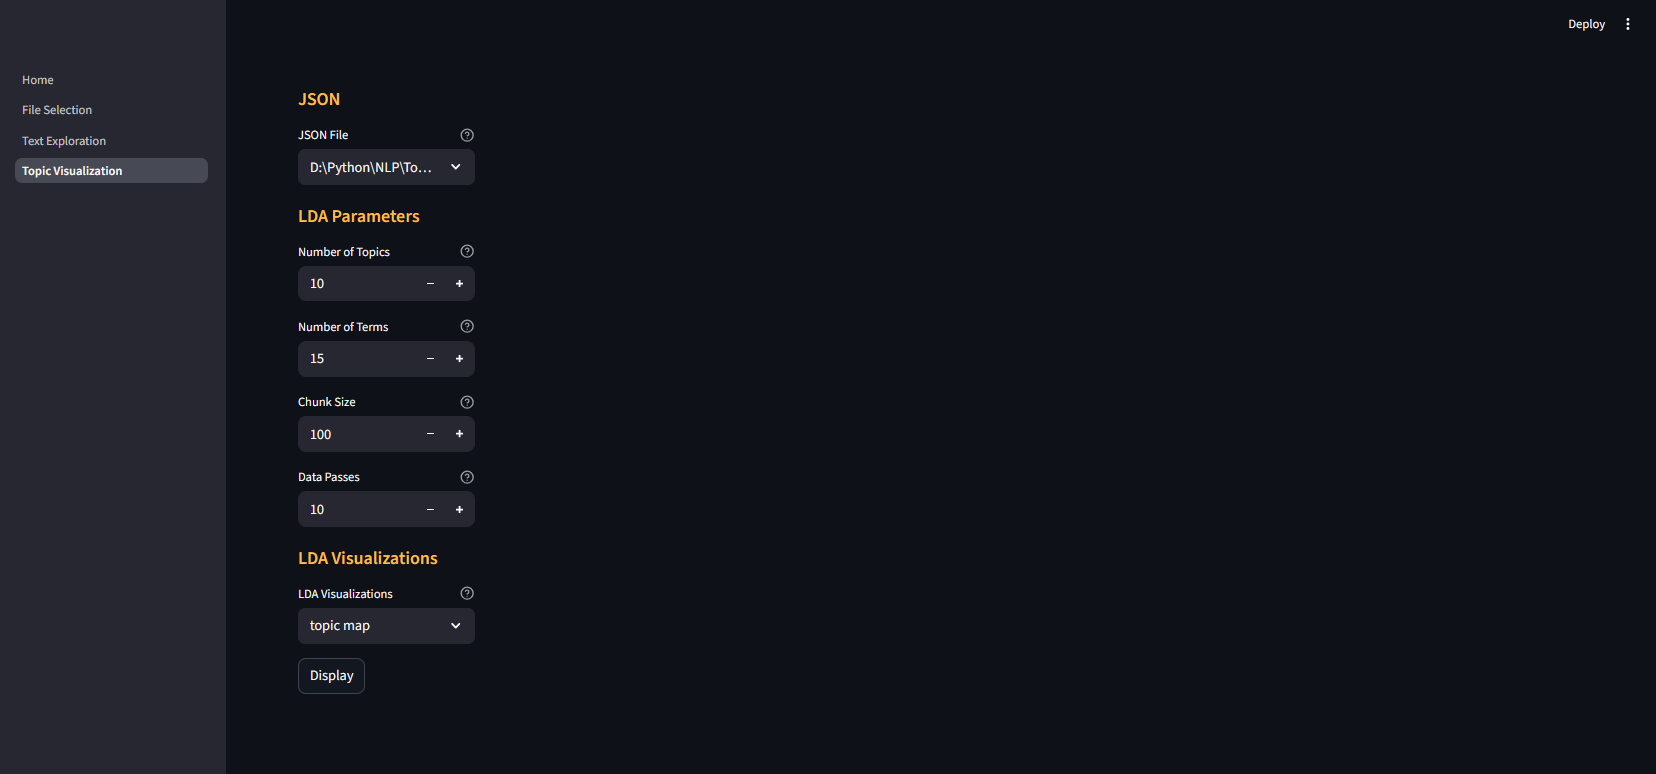 Deploy
Home
File Selection
Text Exploration
Topic Visualization
JSON
JSON File
D:\Python\NLP\To...
LDA Parameters
Number of Topics
10
Number of Terms
15
Chunk Size
100
Data Passes
10
LDA Visualizations
LDA Visualizations
topic map
Display